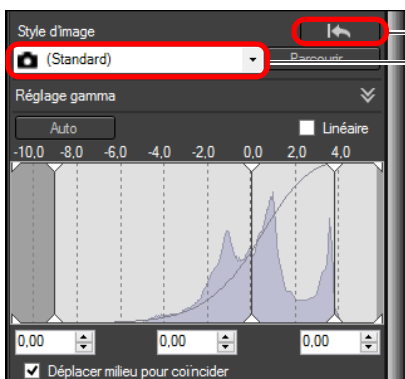 Style d'image
(Standard)
Parcourir
Réglage gamma
Auto
Linéaire
-10,0 -8,0 -6,0 -4,0 -2,0 0,0 2,0 4,0
0,00 0,00 0,00
Déplacer milieu pour coïncider